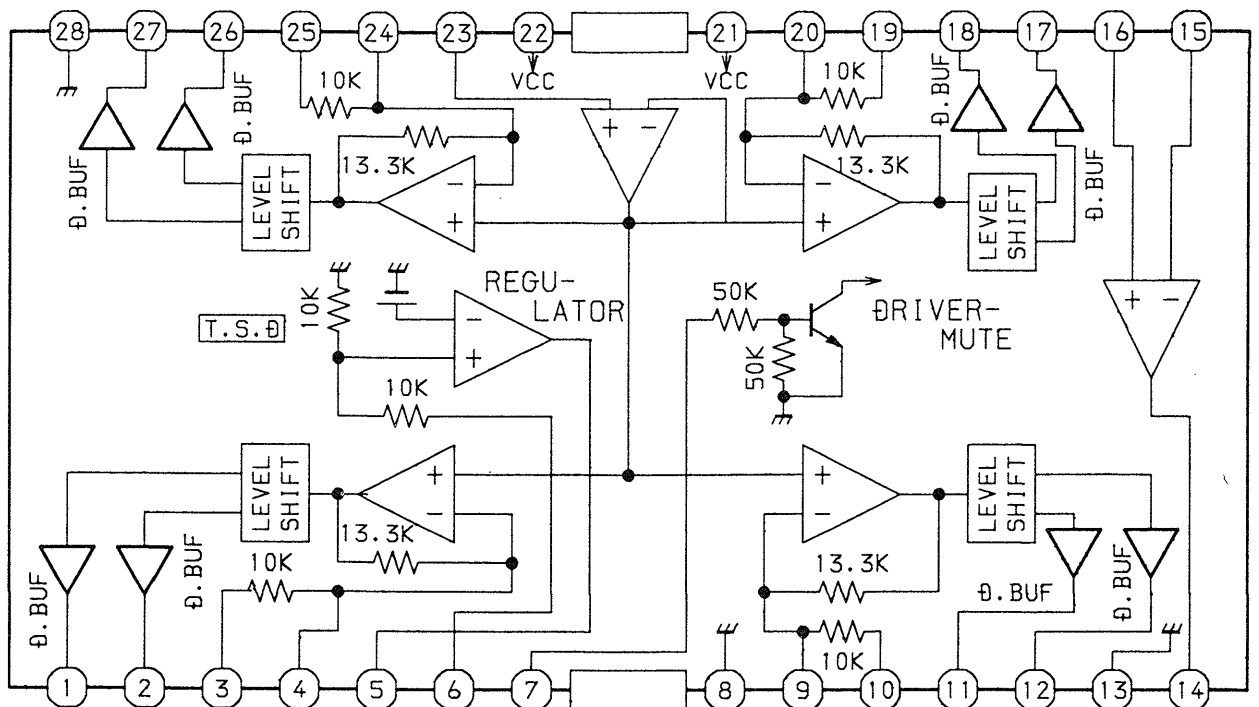 28 27 26 25 24 23 22 21 20 19 18 17 16 15
VCC VCC
10K 10K
D.BUF D.BUF
D.BUF D.BUF
13.3K 13.3K
+ −
− −
+ +
LEVEL
SHIFT
LEVEL
SHIFT
REGU-
LATOR
T.S.D
10K
−
+
10K
50K
50K
DRIVER-
MUTE
+ −
LEVEL
SHIFT
+
−
+
−
LEVEL
SHIFT
13.3K
10K
D.BUF
D.BUF
13.3K
10K
D.BUF
D.BUF
1 2 3 4 5 6 7 8 9 10 11 12 13 14